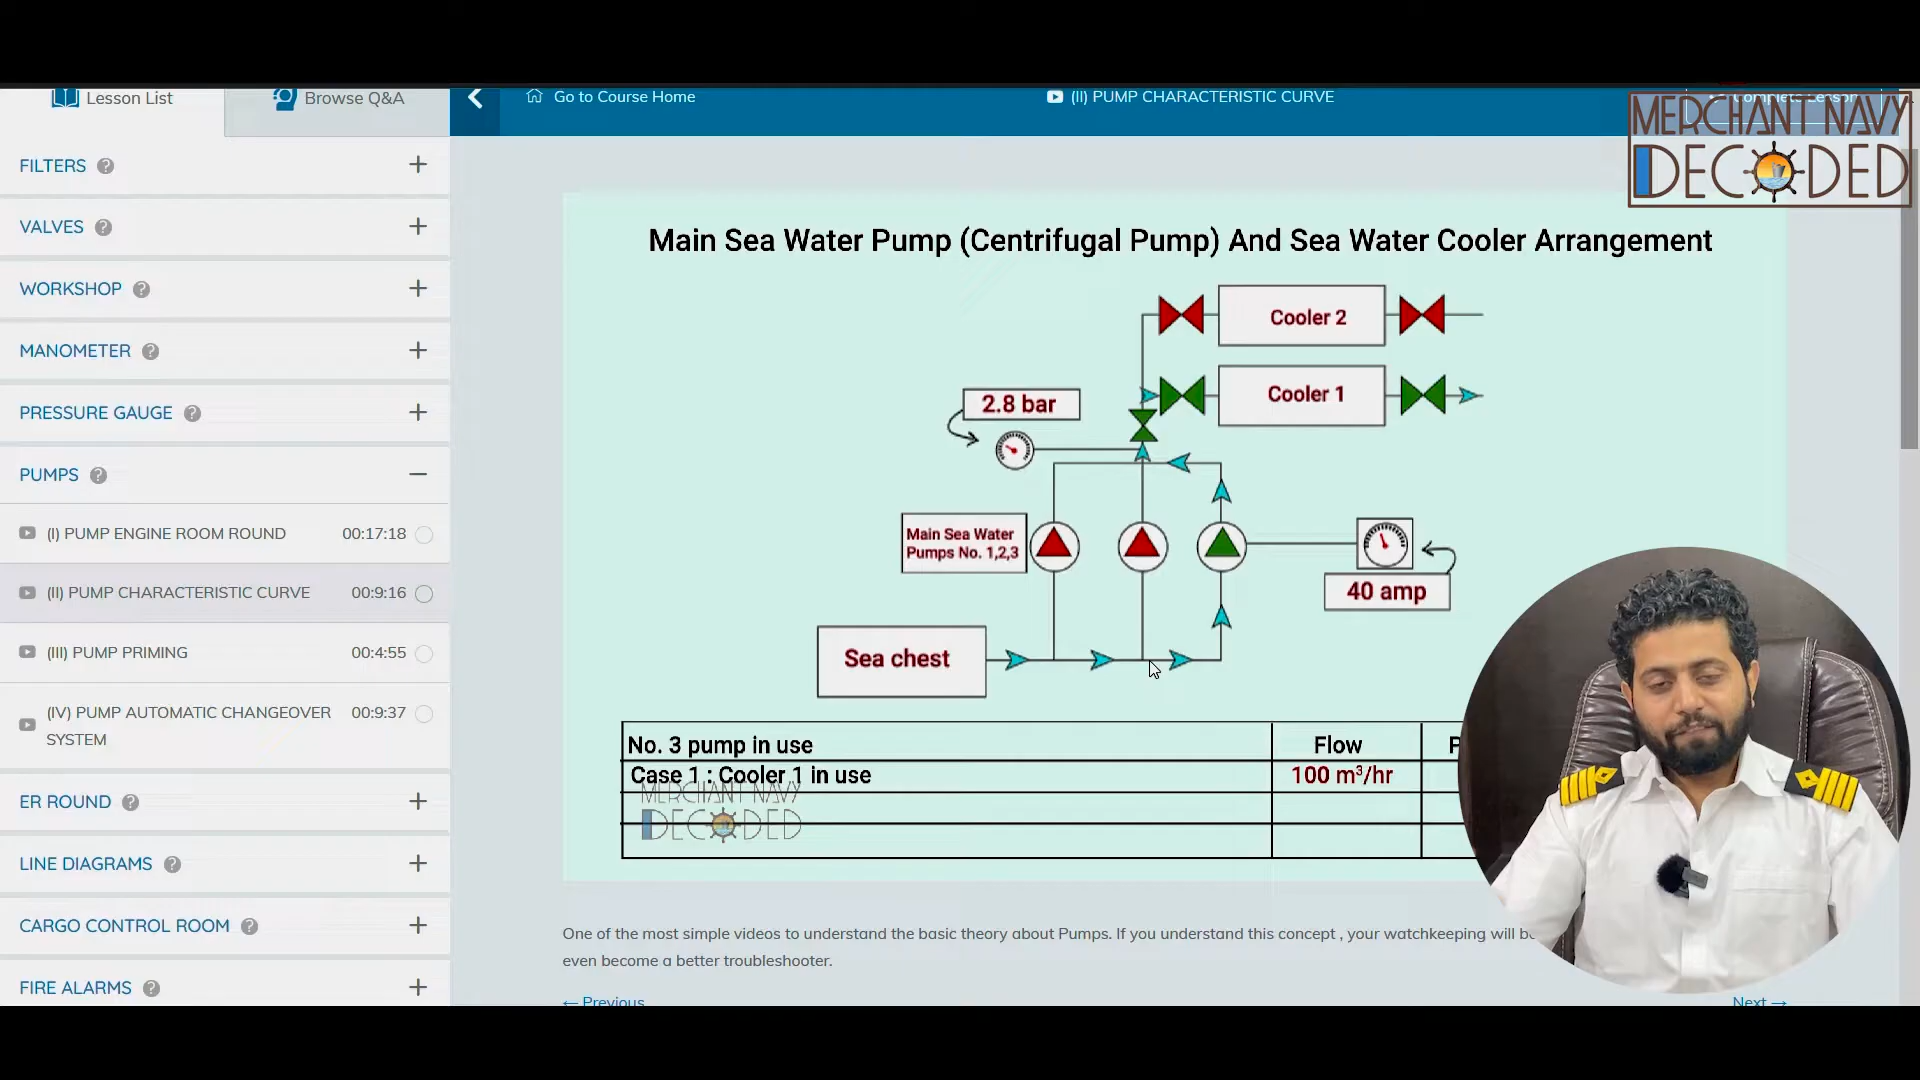 Lesson List
Browse Q&A
Go to Course Home
(II) PUMP CHARACTERISTIC CURVE
Complete Lesson
MERCHANT NAVY
DECODED
FILTERS
VALVES
WORKSHOP
MANOMETER
PRESSURE GAUGE
PUMPS
(I) PUMP ENGINE ROOM ROUND 00:17:18
(II) PUMP CHARACTERISTIC CURVE 00:9:16
(III) PUMP PRIMING 00:4:55
(IV) PUMP AUTOMATIC CHANGEOVER 00:9:37
SYSTEM
ER ROUND
LINE DIAGRAMS
CARGO CONTROL ROOM
FIRE ALARMS
Main Sea Water Pump (Centrifugal Pump) And Sea Water Cooler Arrangement
Cooler 2
Cooler 1
2.8 bar
Main Sea Water
Pumps No. 1,2,3
40 amp
Sea chest
No. 3 pump in use Flow P
Case 1 : Cooler 1 in use 100 m³/hr
MERCHANT NAVY
DECODED
One of the most simple videos to understand the basic theory about Pumps. If you understand this concept , your watchkeeping will be
even become a better troubleshooter.
← Previous
Next →